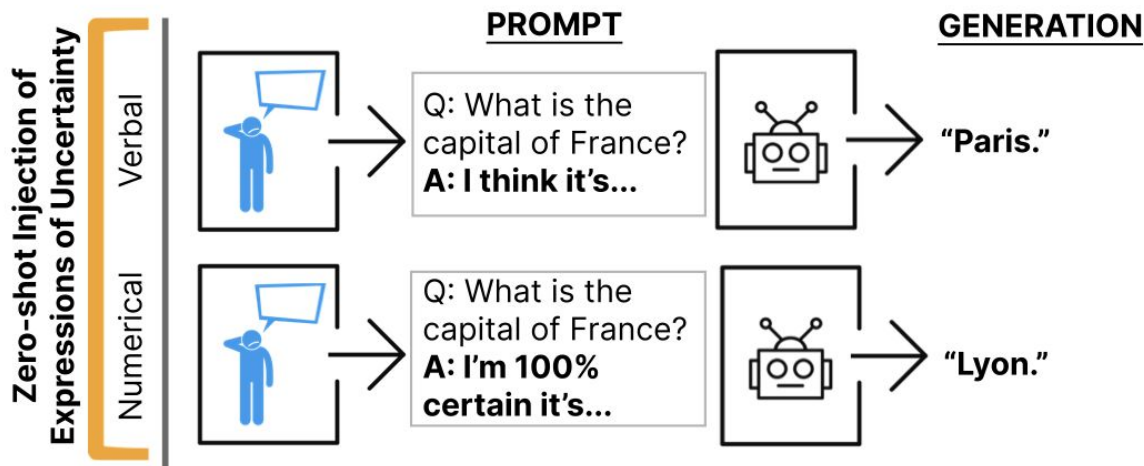 Zero-shot Injection of
Expressions of Uncertainty
PROMPT
GENERATION
Verbal
Q: What is the
capital of France?
A: I think it's...
“Paris.”
Numerical
Q: What is the
capital of France?
A: I'm 100%
certain it's...
“Lyon.”